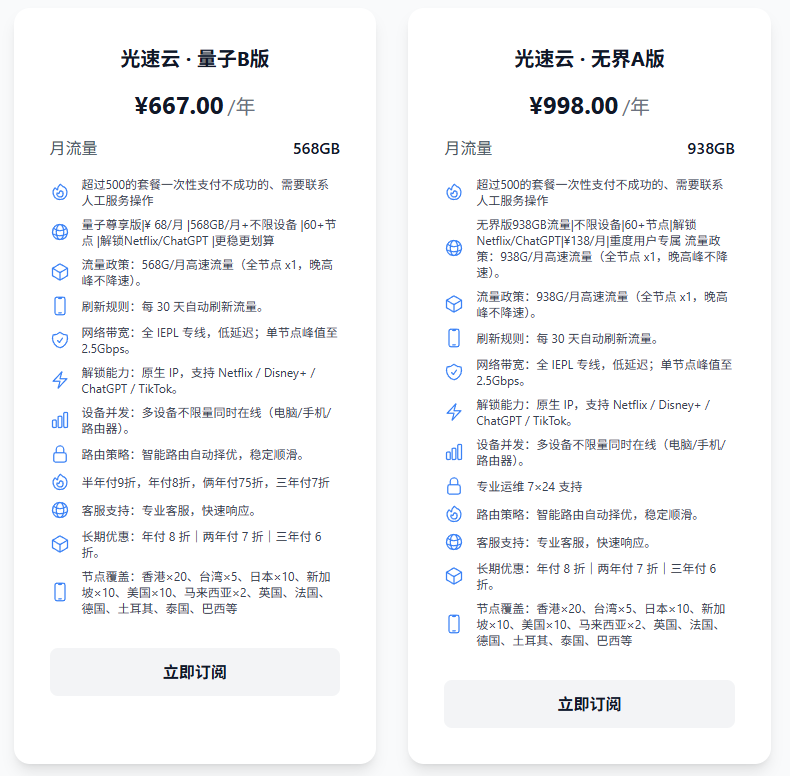 光速云 · 量子B版
¥667.00 /年
月流量 568GB
超过500的套餐一次性支付不成功的、需要联系
人工服务操作
量子尊享版|¥ 68/月 |568GB/月+不限设备 |60+节
点 |解锁Netflix/ChatGPT |更稳更划算
流量政策：568G/月高速流量（全节点 x1，晚高
峰不降速）。
刷新规则：每 30 天自动刷新流量。
网络带宽：全 IEPL 专线，低延迟；单节点峰值至
2.5Gbps。
解锁能力：原生 IP，支持 Netflix / Disney+ /
ChatGPT / TikTok。
设备并发：多设备不限量同时在线（电脑/手机/
路由器）。
路由策略：智能路由自动择优，稳定顺滑。
半年付9折，年付8折，俩年付75折，三年付7折
客服支持：专业客服，快速响应。
长期优惠：年付 8 折｜两年付 7 折｜三年付 6
折。
节点覆盖：香港×20、台湾×5、日本×10、新加
坡×10、美国×10、马来西亚×2、英国、法国、
德国、土耳其、泰国、巴西等
立即订阅
光速云 · 无界A版
¥998.00 /年
月流量 938GB
超过500的套餐一次性支付不成功的、需要联系
人工服务操作
无界版938GB流量|不限设备|60+节点|解锁
Netflix/ChatGPT|¥138/月|重度用户专属 流量政
策：938G/月高速流量（全节点 x1，晚高峰不降
速）。
流量政策：938G/月高速流量（全节点 x1，晚高
峰不降速）。
刷新规则：每 30 天自动刷新流量。
网络带宽：全 IEPL 专线，低延迟；单节点峰值至
2.5Gbps。
解锁能力：原生 IP，支持 Netflix / Disney+ /
ChatGPT / TikTok。
设备并发：多设备不限量同时在线（电脑/手机/
路由器）。
专业运维 7×24 支持
路由策略：智能路由自动择优，稳定顺滑。
客服支持：专业客服，快速响应。
长期优惠：年付 8 折｜两年付 7 折｜三年付 6
折。
节点覆盖：香港×20、台湾×5、日本×10、新加
坡×10、美国×10、马来西亚×2、英国、法国、
德国、土耳其、泰国、巴西等
立即订阅